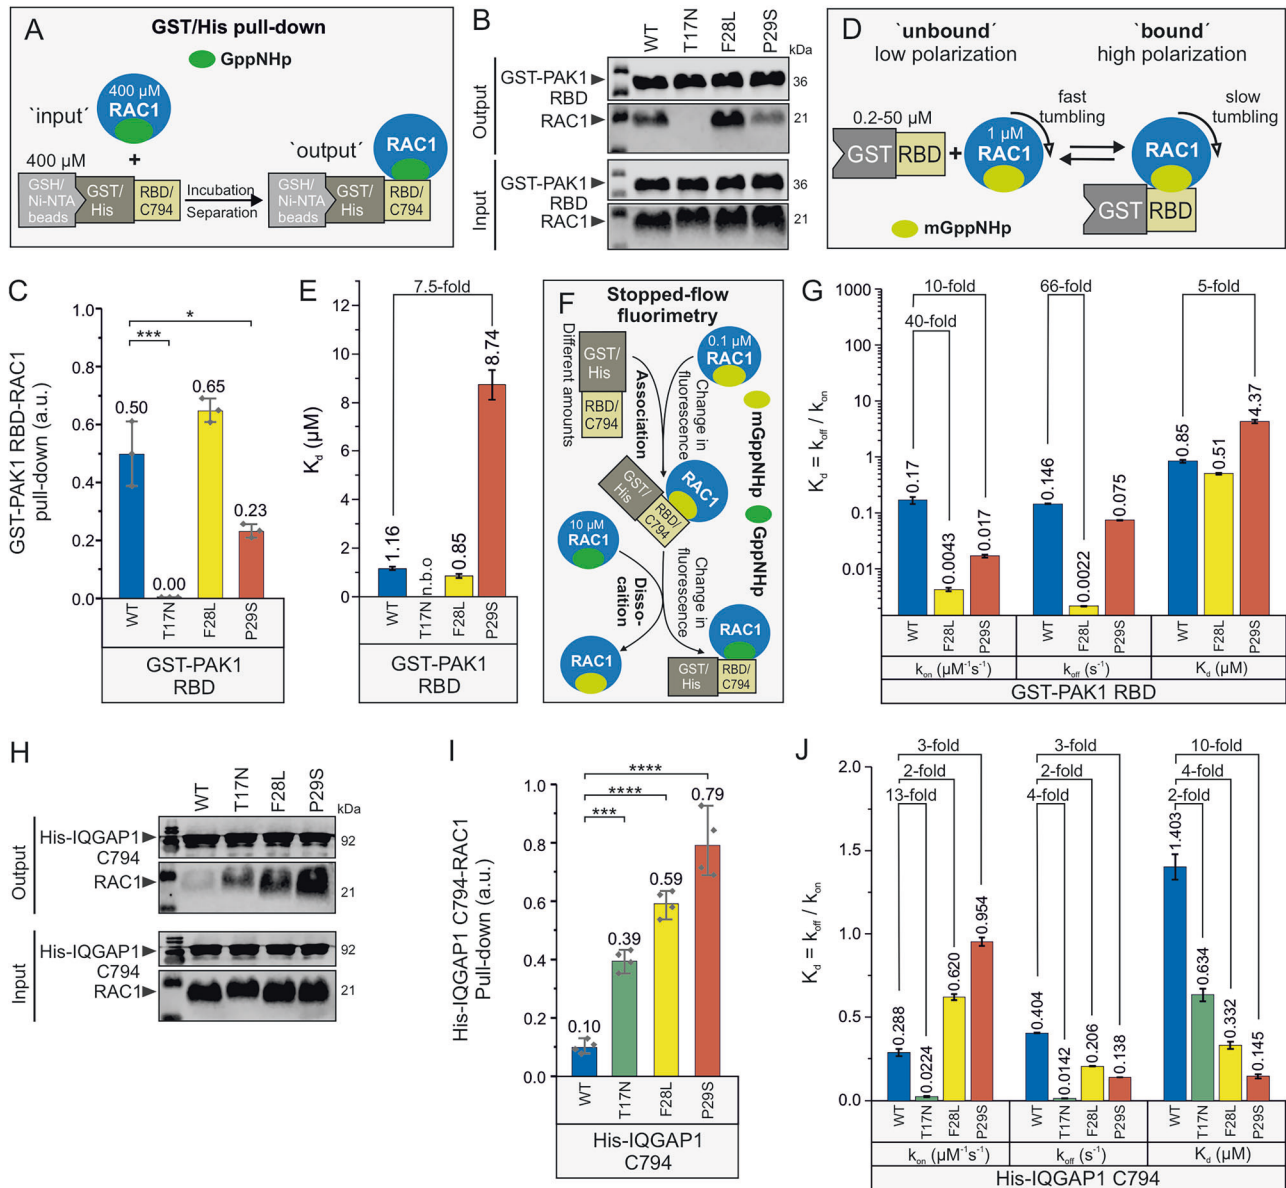 A
GST/His pull-down
GppNHp
400 µM
RAC1
`input´
+
400 µM
GSH/
Ni-NTA
beads
GST/
His
RBD/
C794
Incubation
Separation
`output´
RAC1
GSH/
Ni-NTA
beads
GST/
His
RBD/
C794
B
WT T17N F28L P29S
kDa
Output
GST-PAK1
RBD
36
RAC1
21
Input
GST-PAK1
RBD
36
RAC1
21
D
`unbound´
low polarization
`bound´
high polarization
0.2-50 µM
GST RBD + 1 µM
RAC1
fast
tumbling
slow
tumbling
RAC1
GST RBD
mGppNHp
C
GST-PAK1 RBD-RAC1
pull-down (a.u.)
1.0
0.8
0.6
0.4
0.2
0.0
*
***
0.50
0.00
0.65
0.23
WT T17N F28L P29S
GST-PAK1
RBD
E
K_d (µM)
12
10
8
6
4
2
0
7.5-fold
1.16
n.b.o
0.85
8.74
WT T17N F28L P29S
GST-PAK1
RBD
F
Stopped-flow
fluorimetry
Different
amounts
GST/
His
RBD/
C794
0.1 µM
RAC1
Association
Change in
fluorescence
mGppNHp
GST/
His
RBD/
C794
RAC1
10 µM
RAC1
GppNHp
Disso-
caition
Change in
fluorescence
RAC1
RAC1
GST/
His
RBD/
C794
G
K_d = k_off / k_on
1000
100
10
1
0.1
0.01
10-fold
40-fold
66-fold
5-fold
0.17
0.0043
0.017
0.146
0.0022
0.075
0.85
0.51
4.37
WT F28L P29S WT F28L P29S WT F28L P29S
k_on (µM⁻¹s⁻¹) k_off (s⁻¹) K_d (µM)
GST-PAK1 RBD
H
WT T17N F28L P29S
kDa
Output
His-IQGAP1
C794
92
RAC1
21
Input
His-IQGAP1
C794
92
RAC1
21
I
His-IQGAP1 C794-RAC1
Pull-down (a.u.)
1.0
0.8
0.6
0.4
0.2
0.0
****
****
***
0.10
0.39
0.59
0.79
WT T17N F28L P29S
His-IQGAP1
C794
J
K_d = k_off / k_on
2.0
1.5
1.0
0.5
0.0
3-fold
2-fold
13-fold
3-fold
2-fold
4-fold
10-fold
4-fold
2-fold
0.288
0.0224
0.620
0.954
0.404
0.0142
0.206
0.138
1.403
0.634
0.332
0.145
WT T17N F28L P29S WT T17N F28L P29S WT T17N F28L P29S
k_on (µM⁻¹s⁻¹) k_off (s⁻¹) K_d (µM)
His-IQGAP1 C794